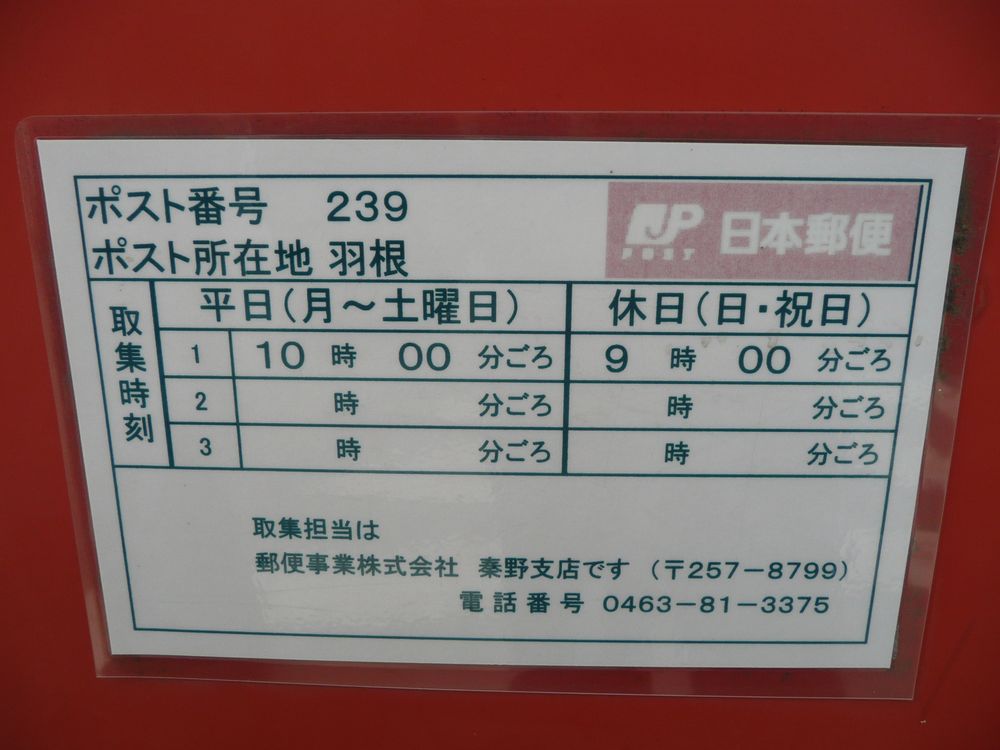 ポスト番号 239
JP POST 日本郵便
ポスト所在地 羽根
取集時刻
平日(月〜土曜日) 休日(日・祝日)
1 10 時 00 分ごろ 9 時 00 分ごろ
2 時 分ごろ 時 分ごろ
3 時 分ごろ 時 分ごろ
取集担当は
郵便事業株式会社 秦野支店です (〒257-8799)
電話番号 0463-81-3375